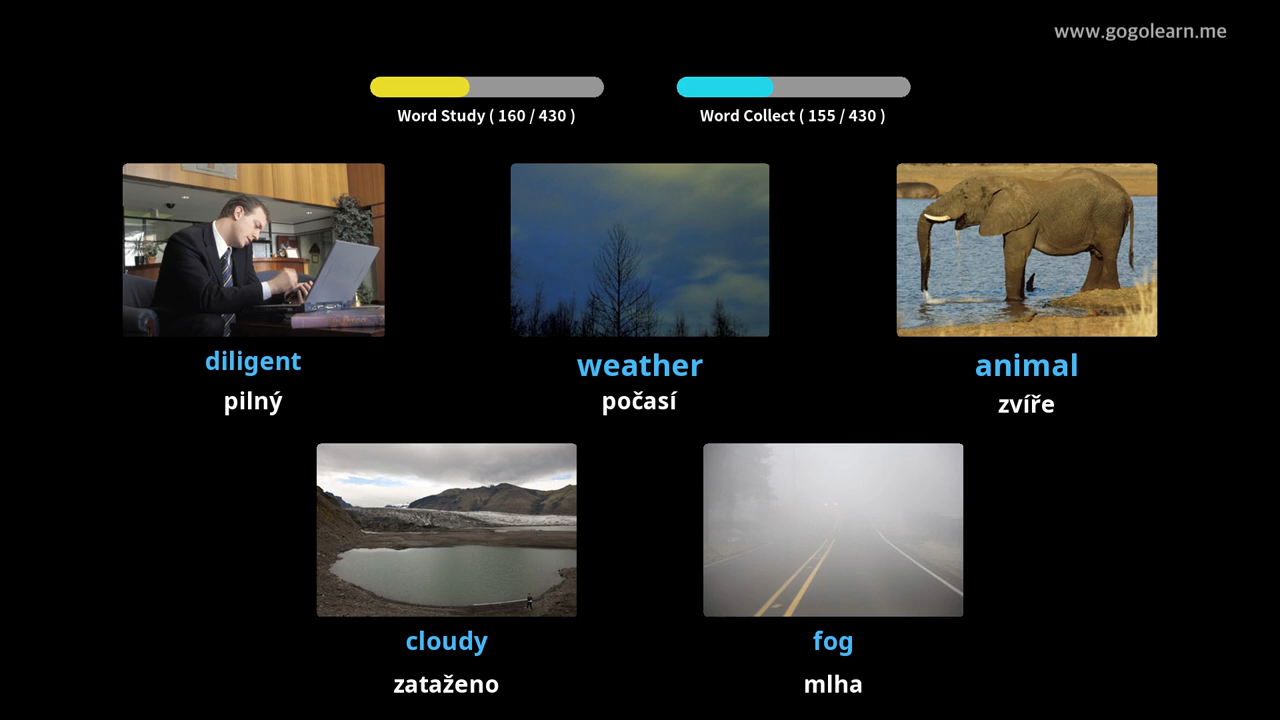 www.gogolearn.me
Word Study ( 160 / 430 )
Word Collect ( 155 / 430 )
diligent
pilný
weather
počasí
animal
zvíře
cloudy
zataženo
fog
mlha